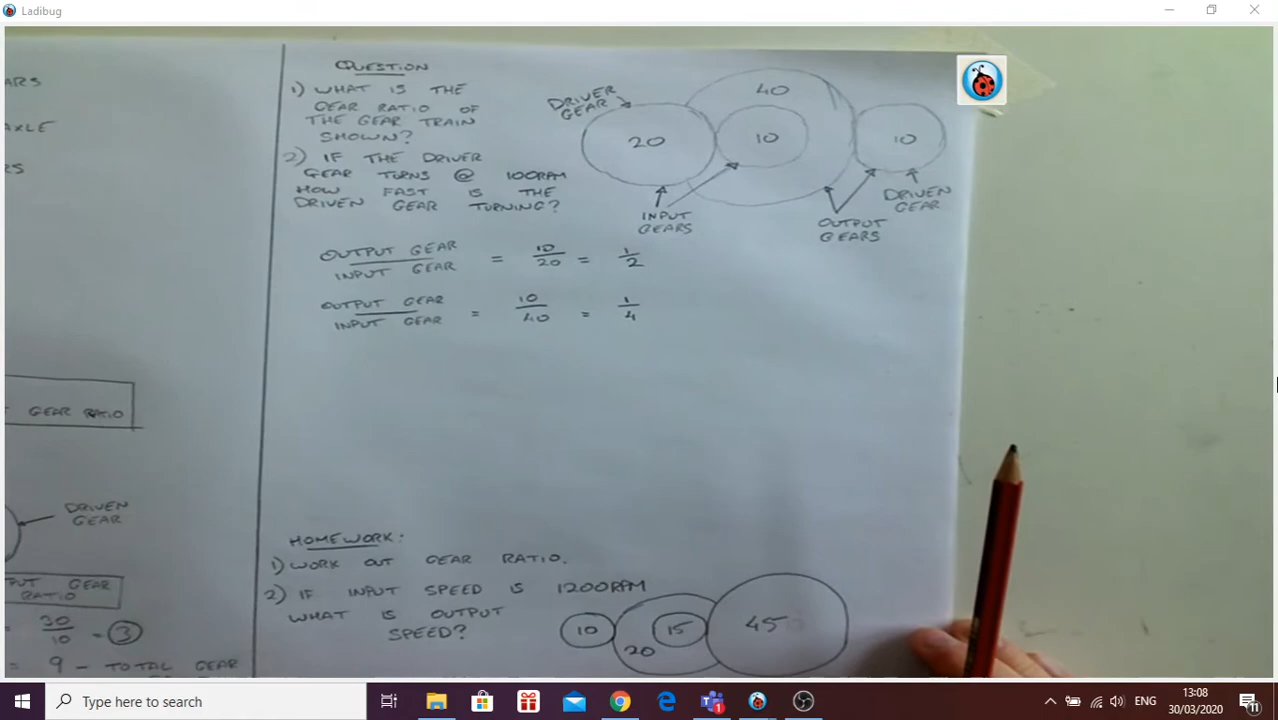 Ladibug
ARS
AXLE
RS
GEAR RATIO
DRIVEN
GEAR
PUT GEAR
RATIO
= 30/10 = 3
= 9 - TOTAL GEAR
QUESTION
1) WHAT IS THE
GEAR RATIO OF
THE GEAR TRAIN
SHOWN?
2) IF THE DRIVER
GEAR TURNS @ 100RPM
HOW FAST IS THE
DRIVEN GEAR TURNING?
DRIVER
GEAR
20
40
10
10
INPUT
GEARS
OUTPUT
GEARS
DRIVEN
GEAR
OUTPUT GEAR / INPUT GEAR = 10/20 = 1/2
OUTPUT GEAR / INPUT GEAR = 10/40 = 1/4
HOMEWORK:
1) WORK OUT GEAR RATIO.
2) IF INPUT SPEED IS 1200RPM
WHAT IS OUTPUT
SPEED?
10
20
15
45
Type here to search
1
ENG
13:08
30/03/2020
11